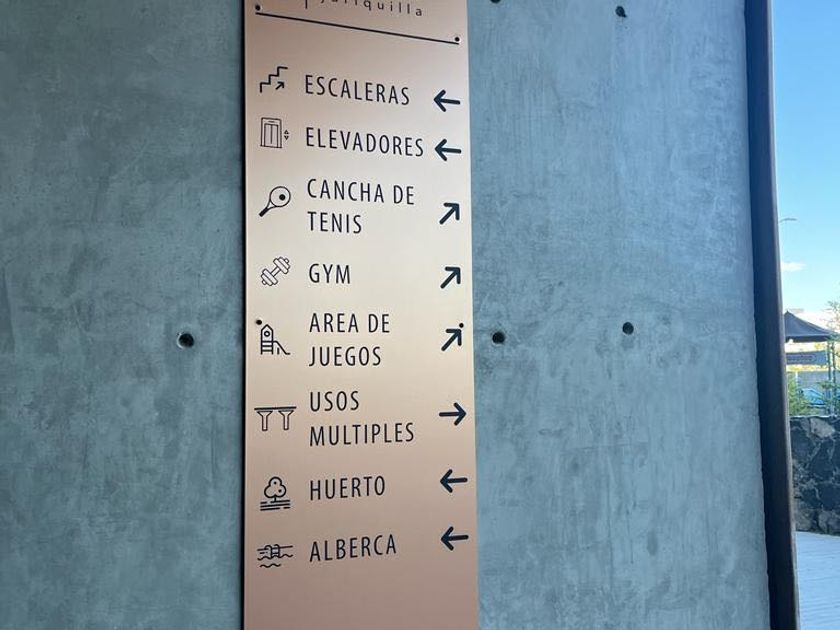 ESCALERAS
ELEVADORES
CANCHA DE
TENIS
GYM
AREA DE
JUEGOS
USOS
MULTIPLES
HUERTO
ALBERCA